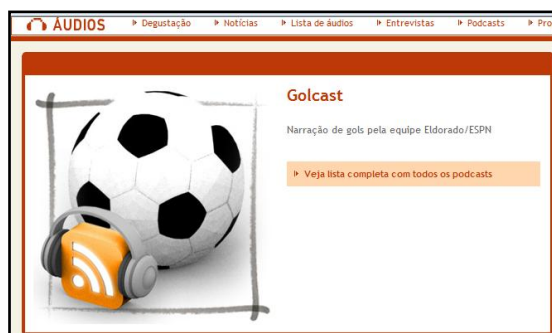 ÁUDIOS Degustação Notícias Lista de áudios Entrevistas Podcasts Pro
Golcast
Narração de gols pela equipe Eldorado/ESPN
Veja lista completa com todos os podcasts